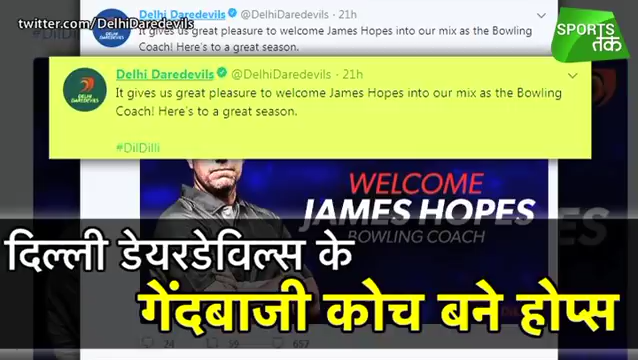 twitter.com/DelhiDaredevils
Delhi Daredevils @DelhiDaredevils · 21h
It gives us great pleasure to welcome James Hopes into our mix as the Bowling
Coach! Here's to a great season.
SPORTS
तक
DELHI
DAREDEVILS
Delhi Daredevils @DelhiDaredevils · 21h
It gives us great pleasure to welcome James Hopes into our mix as the Bowling
Coach! Here's to a great season.
#DilDilli
WELCOME
JAMES HOPES
BOWLING COACH
दिल्ली डेयरडेविल्स के
गेंदबाजी कोच बने होप्स
24 59 657